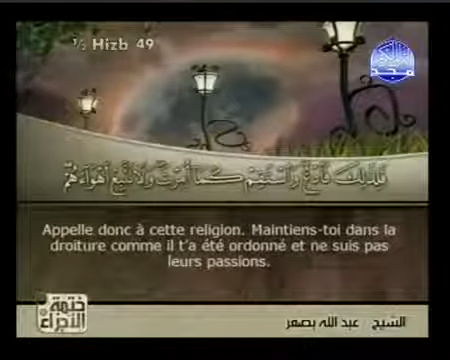 ½ Hizb 49
مجد
فَلِذَٰلِكَ فَادْعُ وَاسْتَقِمْ كَمَا أُمِرْتَ وَلَا تَتَّبِعْ أَهْوَاءَهُمْ
Appelle donc à cette religion. Maintiens-toi dans la
droiture comme il t'a été ordonné et ne suis pas
leurs passions.
ختمة
الأجزاء
الشيخ عبد الله بصفر